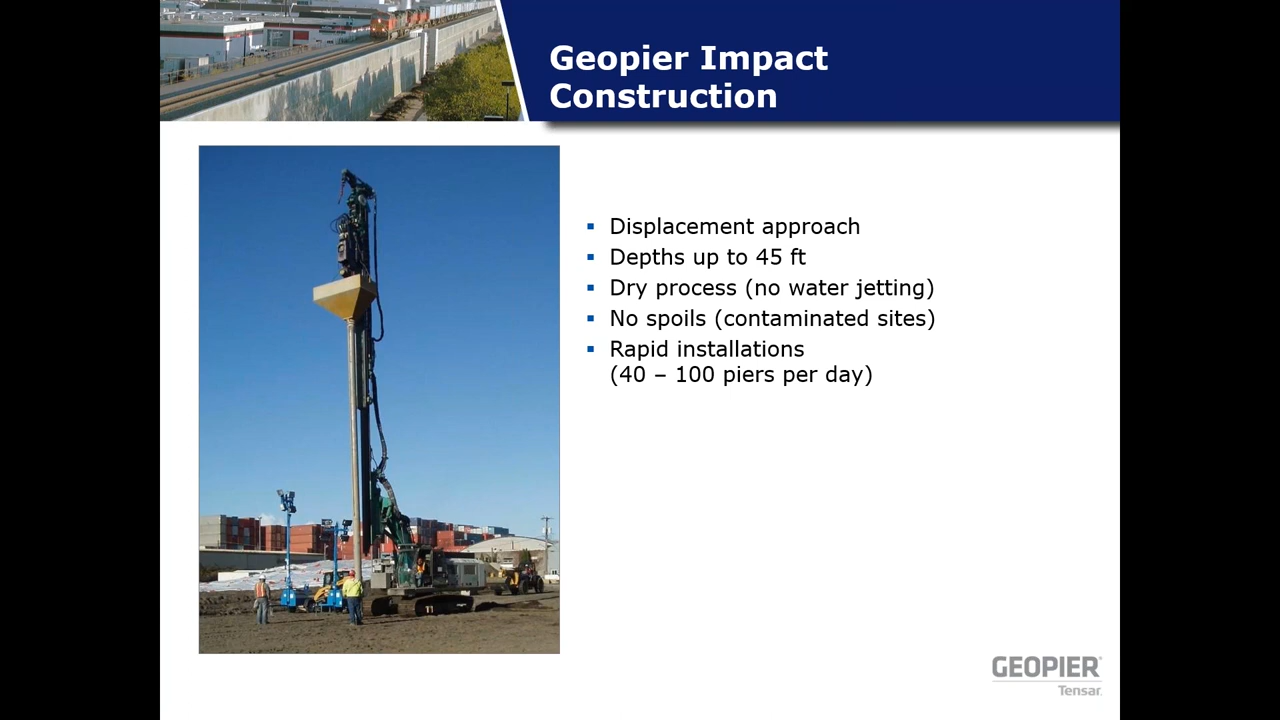 Geopier Impact
Construction
▪ Displacement approach
▪ Depths up to 45 ft
▪ Dry process (no water jetting)
▪ No spoils (contaminated sites)
▪ Rapid installations
(40 – 100 piers per day)
GEOPIER®
Tensar